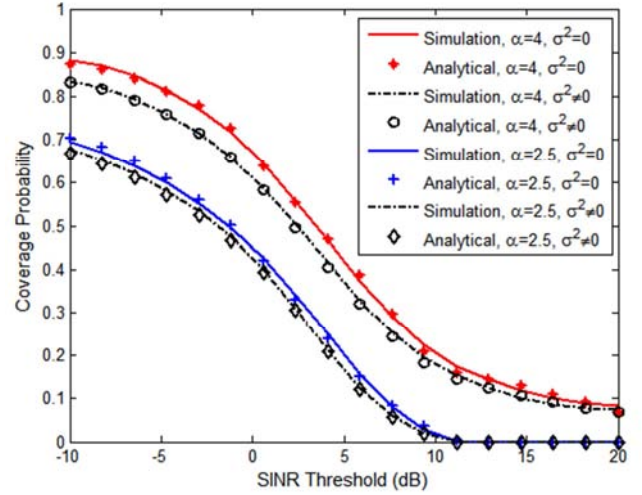 1
0.9
0.8
0.7
0.6
0.5
0.4
0.3
0.2
0.1
0
Coverage Probability
Simulation, α=4, σ²=0
Analytical, α=4, σ²=0
Simulation, α=4, σ²≠0
Analytical, α=4, σ²≠0
Simulation, α=2.5, σ²=0
Analytical, α=2.5, σ²=0
Simulation, α=2.5, σ²≠0
Analytical, α=2.5, σ²≠0
-10 -5 0 5 10 15 20
SINR Threshold (dB)